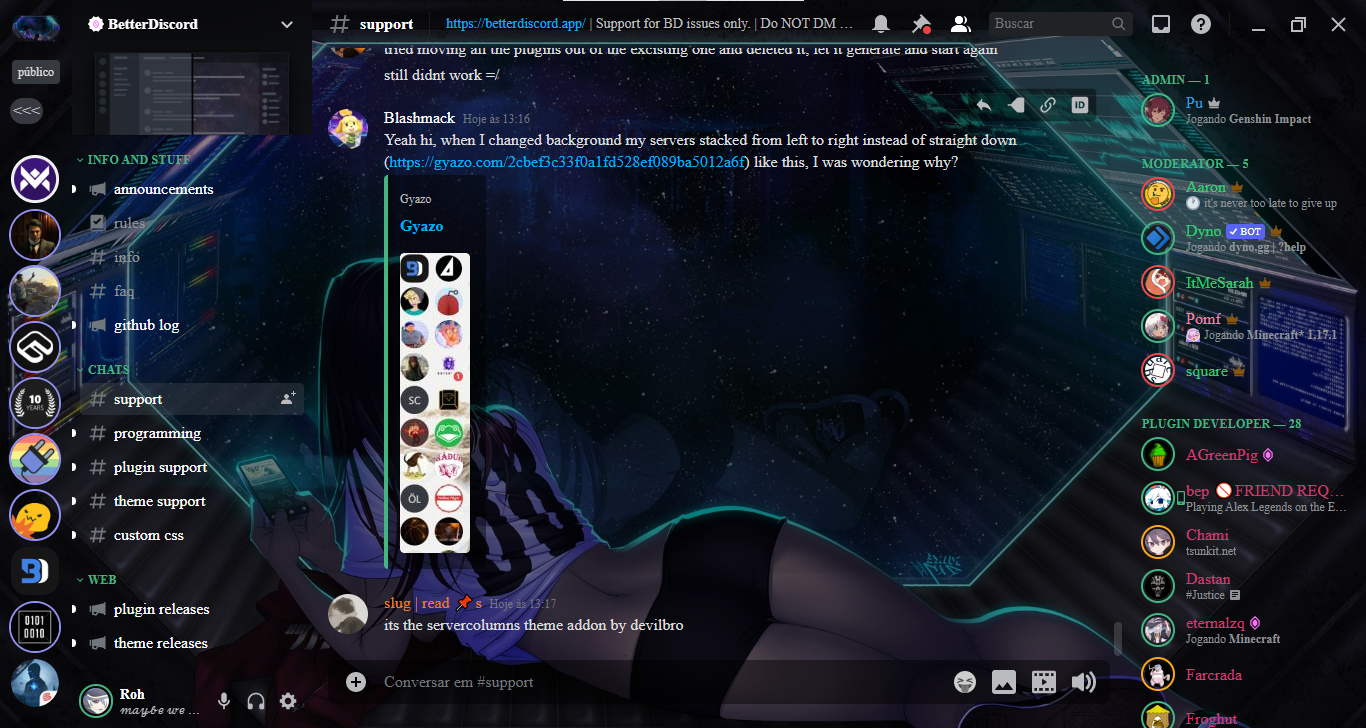 BetterDiscord
support
https://betterdiscord.app/ | Support for BD issues only. | Do NOT DM ...
Buscar
público
<<<
INFO AND STUFF
announcements
rules
info
faq
github log
CHATS
support
programming
plugin support
theme support
custom css
WEB
plugin releases
theme releases
10
YEARS
0101
0010
Roh
maybe we ...
tried moving all the plugins out of the excisting one and deleted it, let it generate and start again
still didnt work =/
Blashmack Hoje às 13:16
ID
Yeah hi, when I changed background my servers stacked from left to right instead of straight down
(https://gyazo.com/2cbef3c33f0a1fd528ef089ba5012a6f) like this, I was wondering why?
Gyazo
Gyazo
1
SC
ÖL
slug | read 📌 s Hoje às 13:17
its the servercolumns theme addon by devilbro
Conversar em #support
ADMIN — 1
Pu
Jogando Genshin Impact
MODERATOR — 5
Aaron
it's never too late to give up
Dyno BOT
Jogando dyno.gg | ?help
ItMeSarah
Pomf
Jogando Minecraft* 1.17.1
square
PLUGIN DEVELOPER — 28
AGreenPig
bep 🚫 FRIEND REQ...
Playing Alex Legends on the E...
Chami
tsunkit.net
Dastan
#Justice
eternalzq
Jogando Minecraft
Farcrada
Froghut